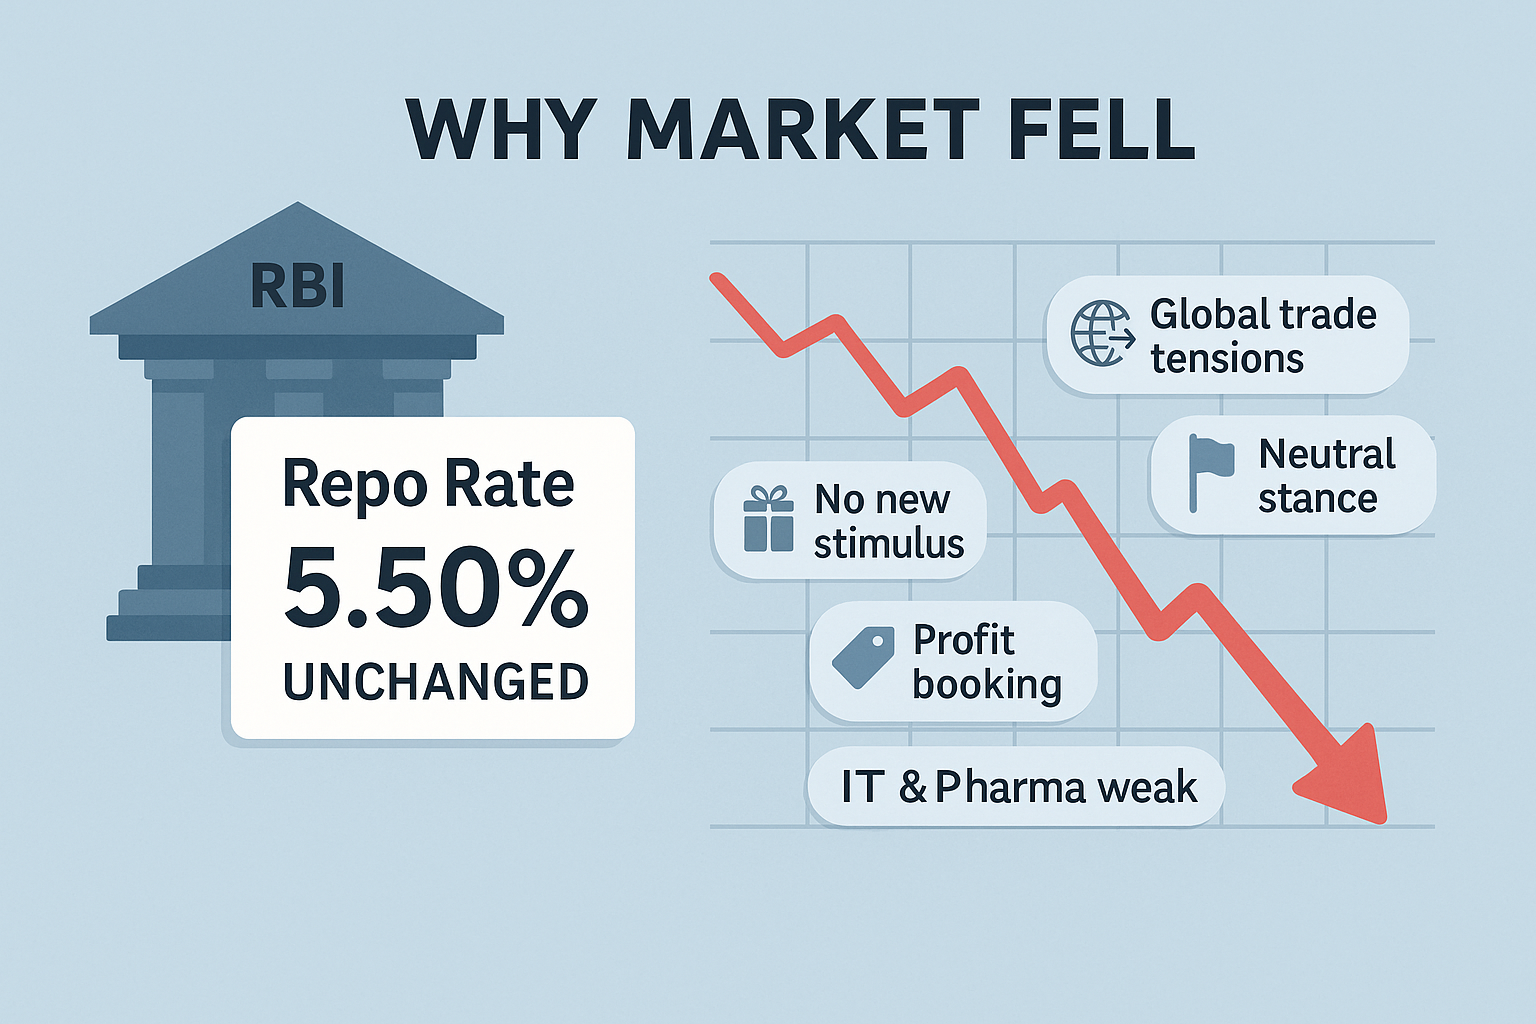 WHY MARKET FELL
RBI
Repo Rate
5.50%
UNCHANGED
Global trade
tensions
Neutral
stance
No new
stimulus
Profit
booking
IT & Pharma weak